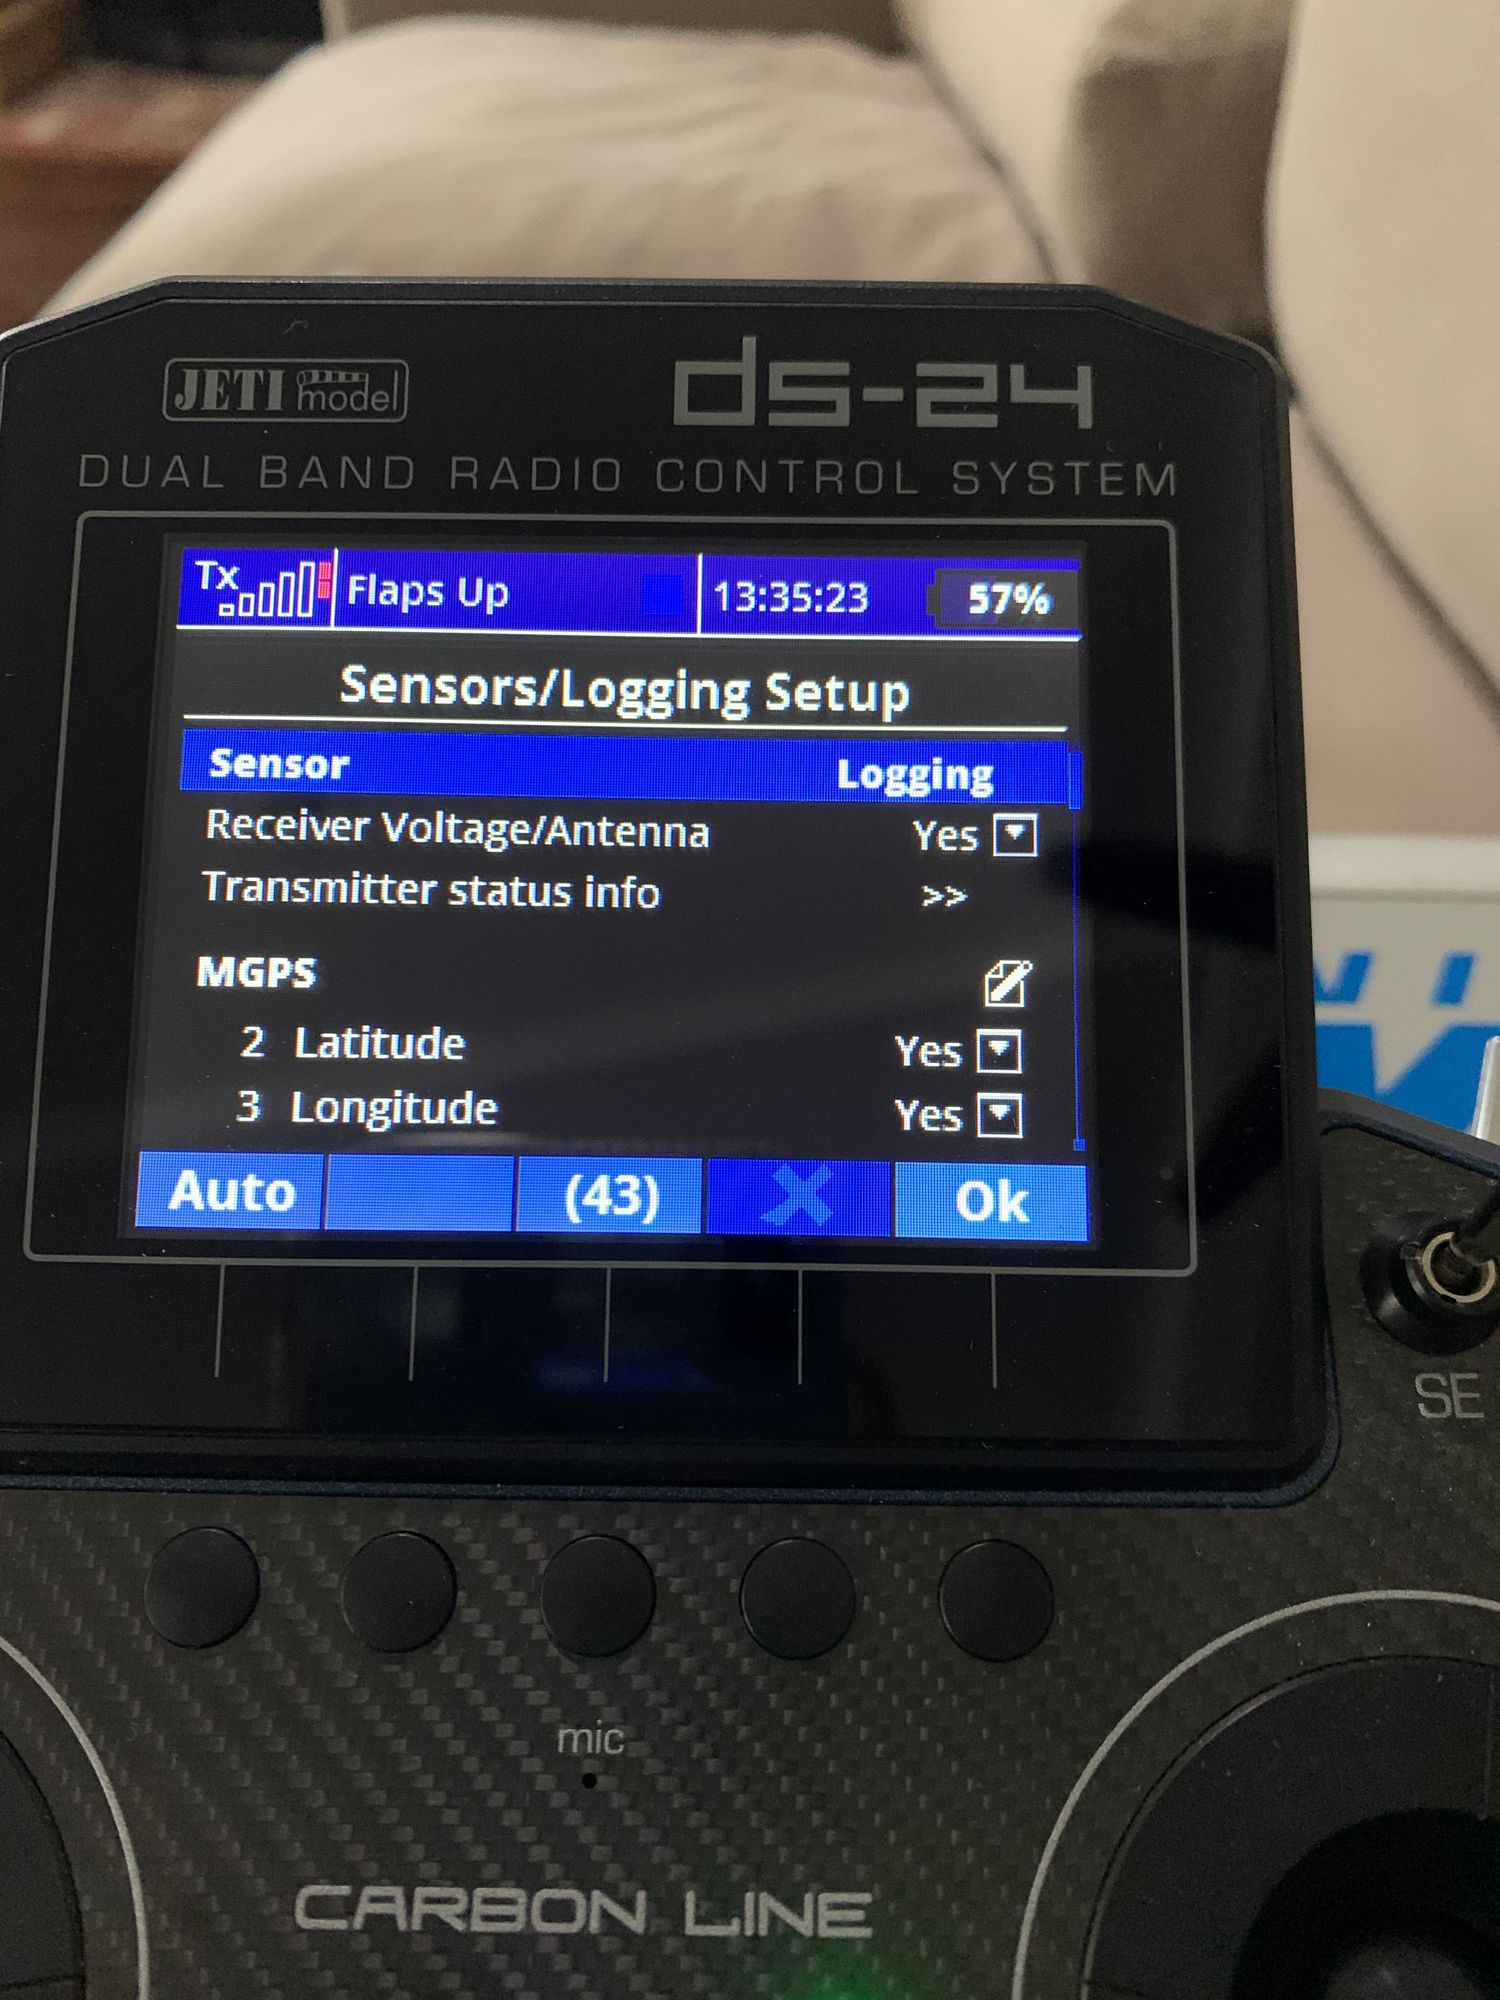 JETI model
ds-24
DUAL BAND RADIO CONTROL SYSTEM
Tx Flaps Up 13:35:23 57%
Sensors/Logging Setup
Sensor Logging
Receiver Voltage/Antenna Yes
Transmitter status info >>
MGPS
2 Latitude Yes
3 Longitude Yes
Auto (43) Ok
SE
mic
CARBON LINE